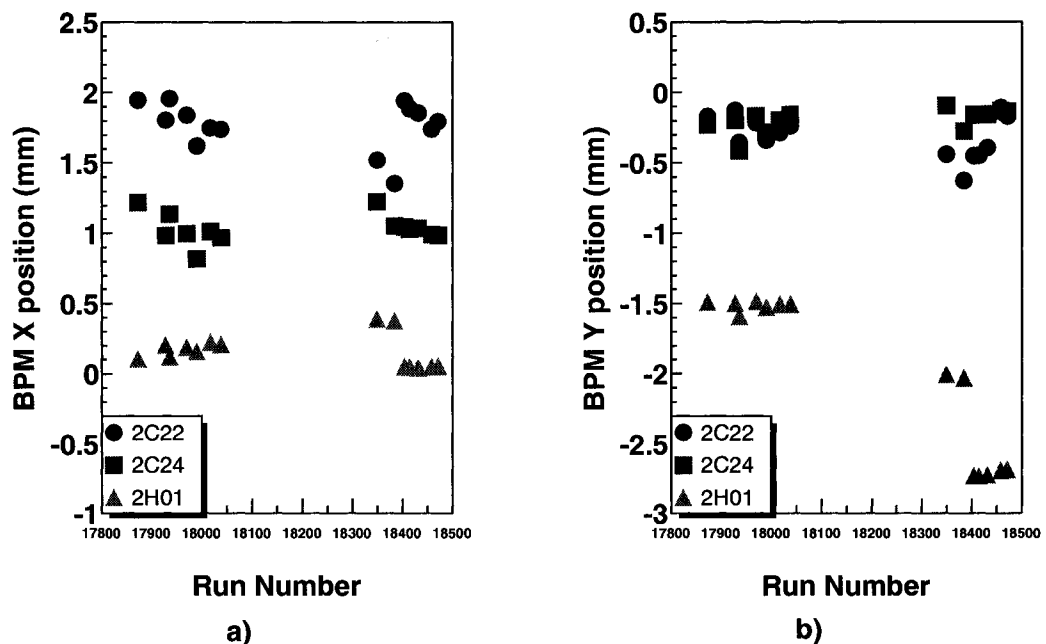 BPM X position (mm)
2.5
2
1.5
1
0.5
0
-0.5
-1
2C22
2C24
2H01
17800 17900 18000 18100 18200 18300 18400 18500
Run Number
a)
BPM Y position (mm)
0.5
0
-0.5
-1
-1.5
-2
-2.5
-3
2C22
2C24
2H01
17800 17900 18000 18100 18200 18300 18400 18500
Run Number
b)